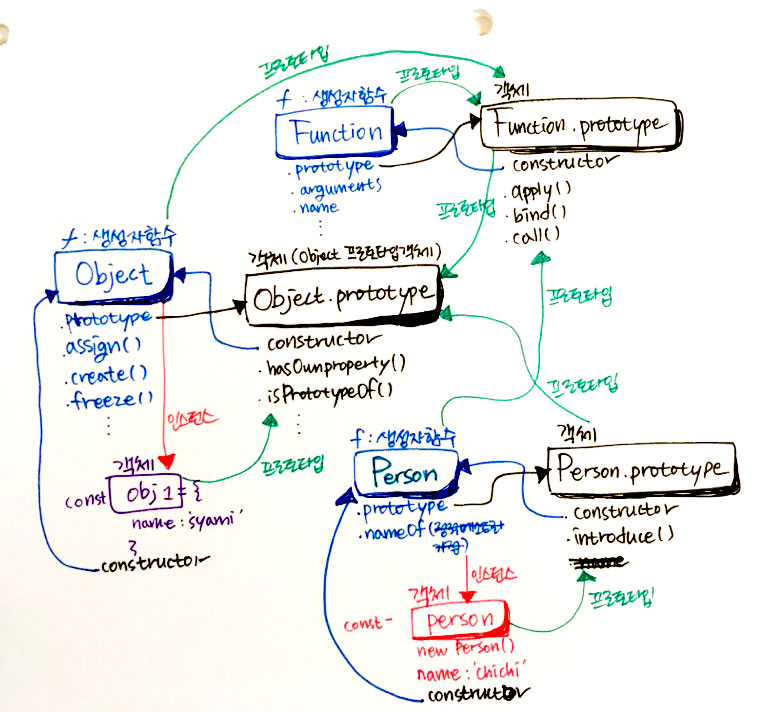 프로토타입
프로토타입
f : 생성자함수
Function
.prototype
.arguments
.name
⋮
객체
Function.prototype
constructor
.apply()
.bind()
.call()
프로토타입
f : 생성자함수
Object
.prototype
.assign()
.create()
.freeze()
⋮
객체 (Object 프로토타입객체)
Object.prototype
constructor
.hasOwnproperty()
.isPrototypeOf()
⋮
프로토타입
프로토타입
인스턴스
객체
const obj1 = {
name : 'syami'
}
constructor
프로토타입
f : 생성자함수
Person
.prototype
.nameOf(
)
객체
Person.prototype
constructor
.introduce()
인스턴스
객체
const- person
new Person()
name : 'chichi'
constructor
프로토타입